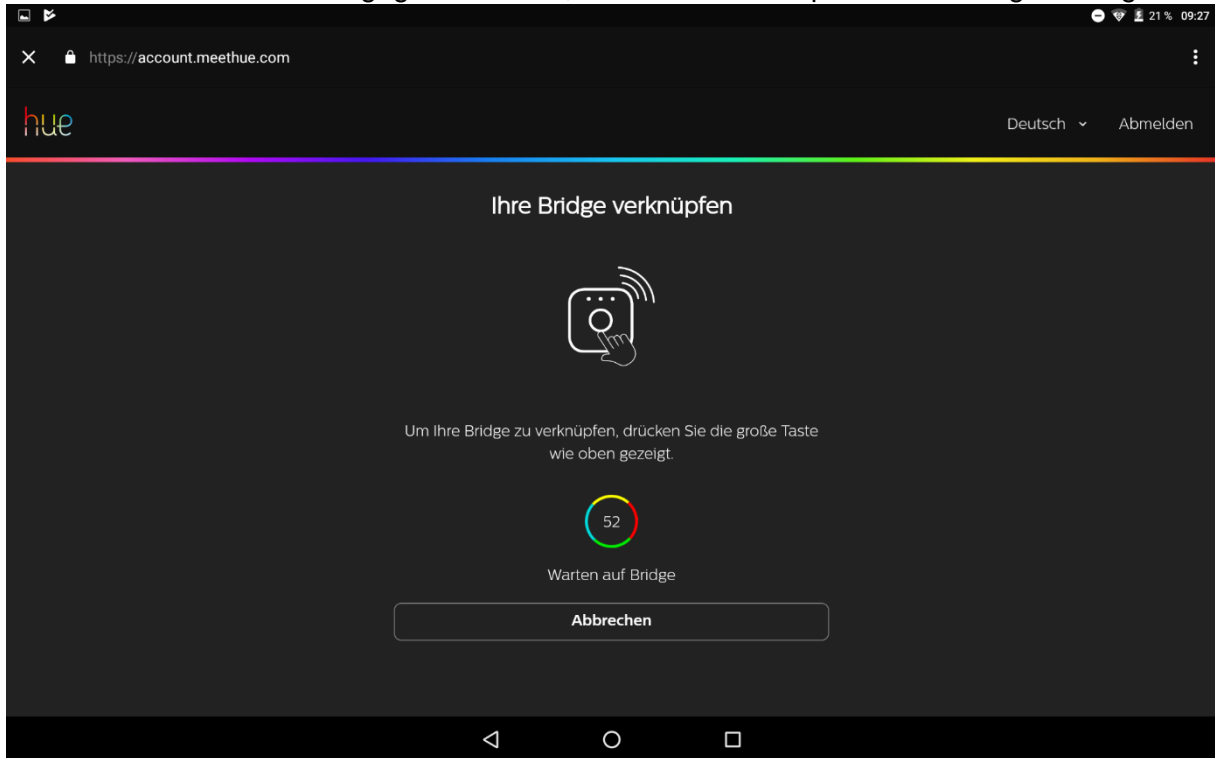 21 % 09:27
https://account.meethue.com
hue
Deutsch
Abmelden
Ihre Bridge verknüpfen
Um Ihre Bridge zu verknüpfen, drücken Sie die große Taste
wie oben gezeigt.
52
Warten auf Bridge
Abbrechen